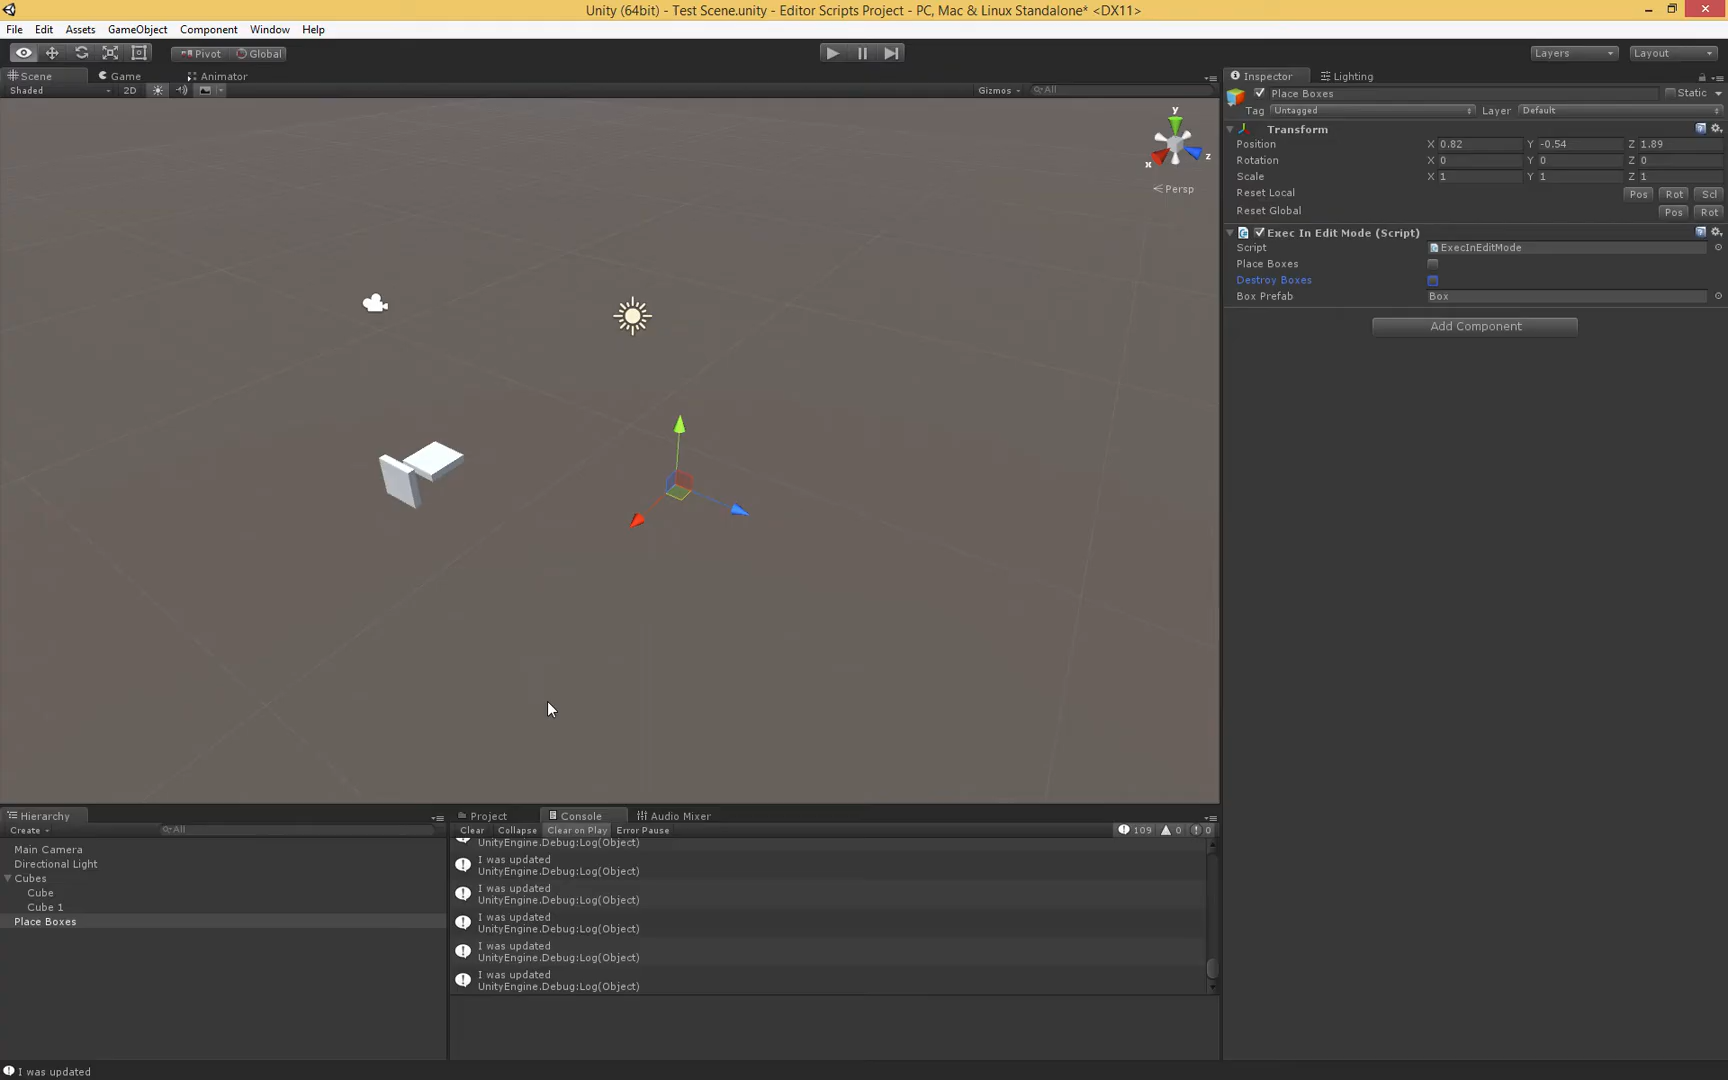 Unity (64bit) - Test Scene.unity - Editor Scripts Project - PC, Mac & Linux Standalone* <DX11>
File Edit Assets GameObject Component Window Help
Pivot Global Layers Layout
Scene Game Animator Inspector Lighting
Shaded 2D Gizmos All
Place Boxes Static
Tag Untagged Layer Default
Transform
Position X 0.82 Y -0.54 Z 1.89
Rotation X 0 Y 0 Z 0
Scale X 1 Y 1 Z 1
Reset Local Pos Rot Scl
Reset Global Pos Rot
y
x
z
Persp
Exec In Edit Mode (Script)
Script ExecInEditMode
Place Boxes
Destroy Boxes
Box Prefab Box
Add Component
Hierarchy
Create All
Main Camera
Directional Light
Cubes
Cube
Cube 1
Place Boxes
Project Console Audio Mixer
Clear Collapse Clear on Play Error Pause 109 0 0
UnityEngine.Debug:Log(Object)
I was updated
UnityEngine.Debug:Log(Object)
I was updated
UnityEngine.Debug:Log(Object)
I was updated
UnityEngine.Debug:Log(Object)
I was updated
UnityEngine.Debug:Log(Object)
I was updated
UnityEngine.Debug:Log(Object)
I was updated